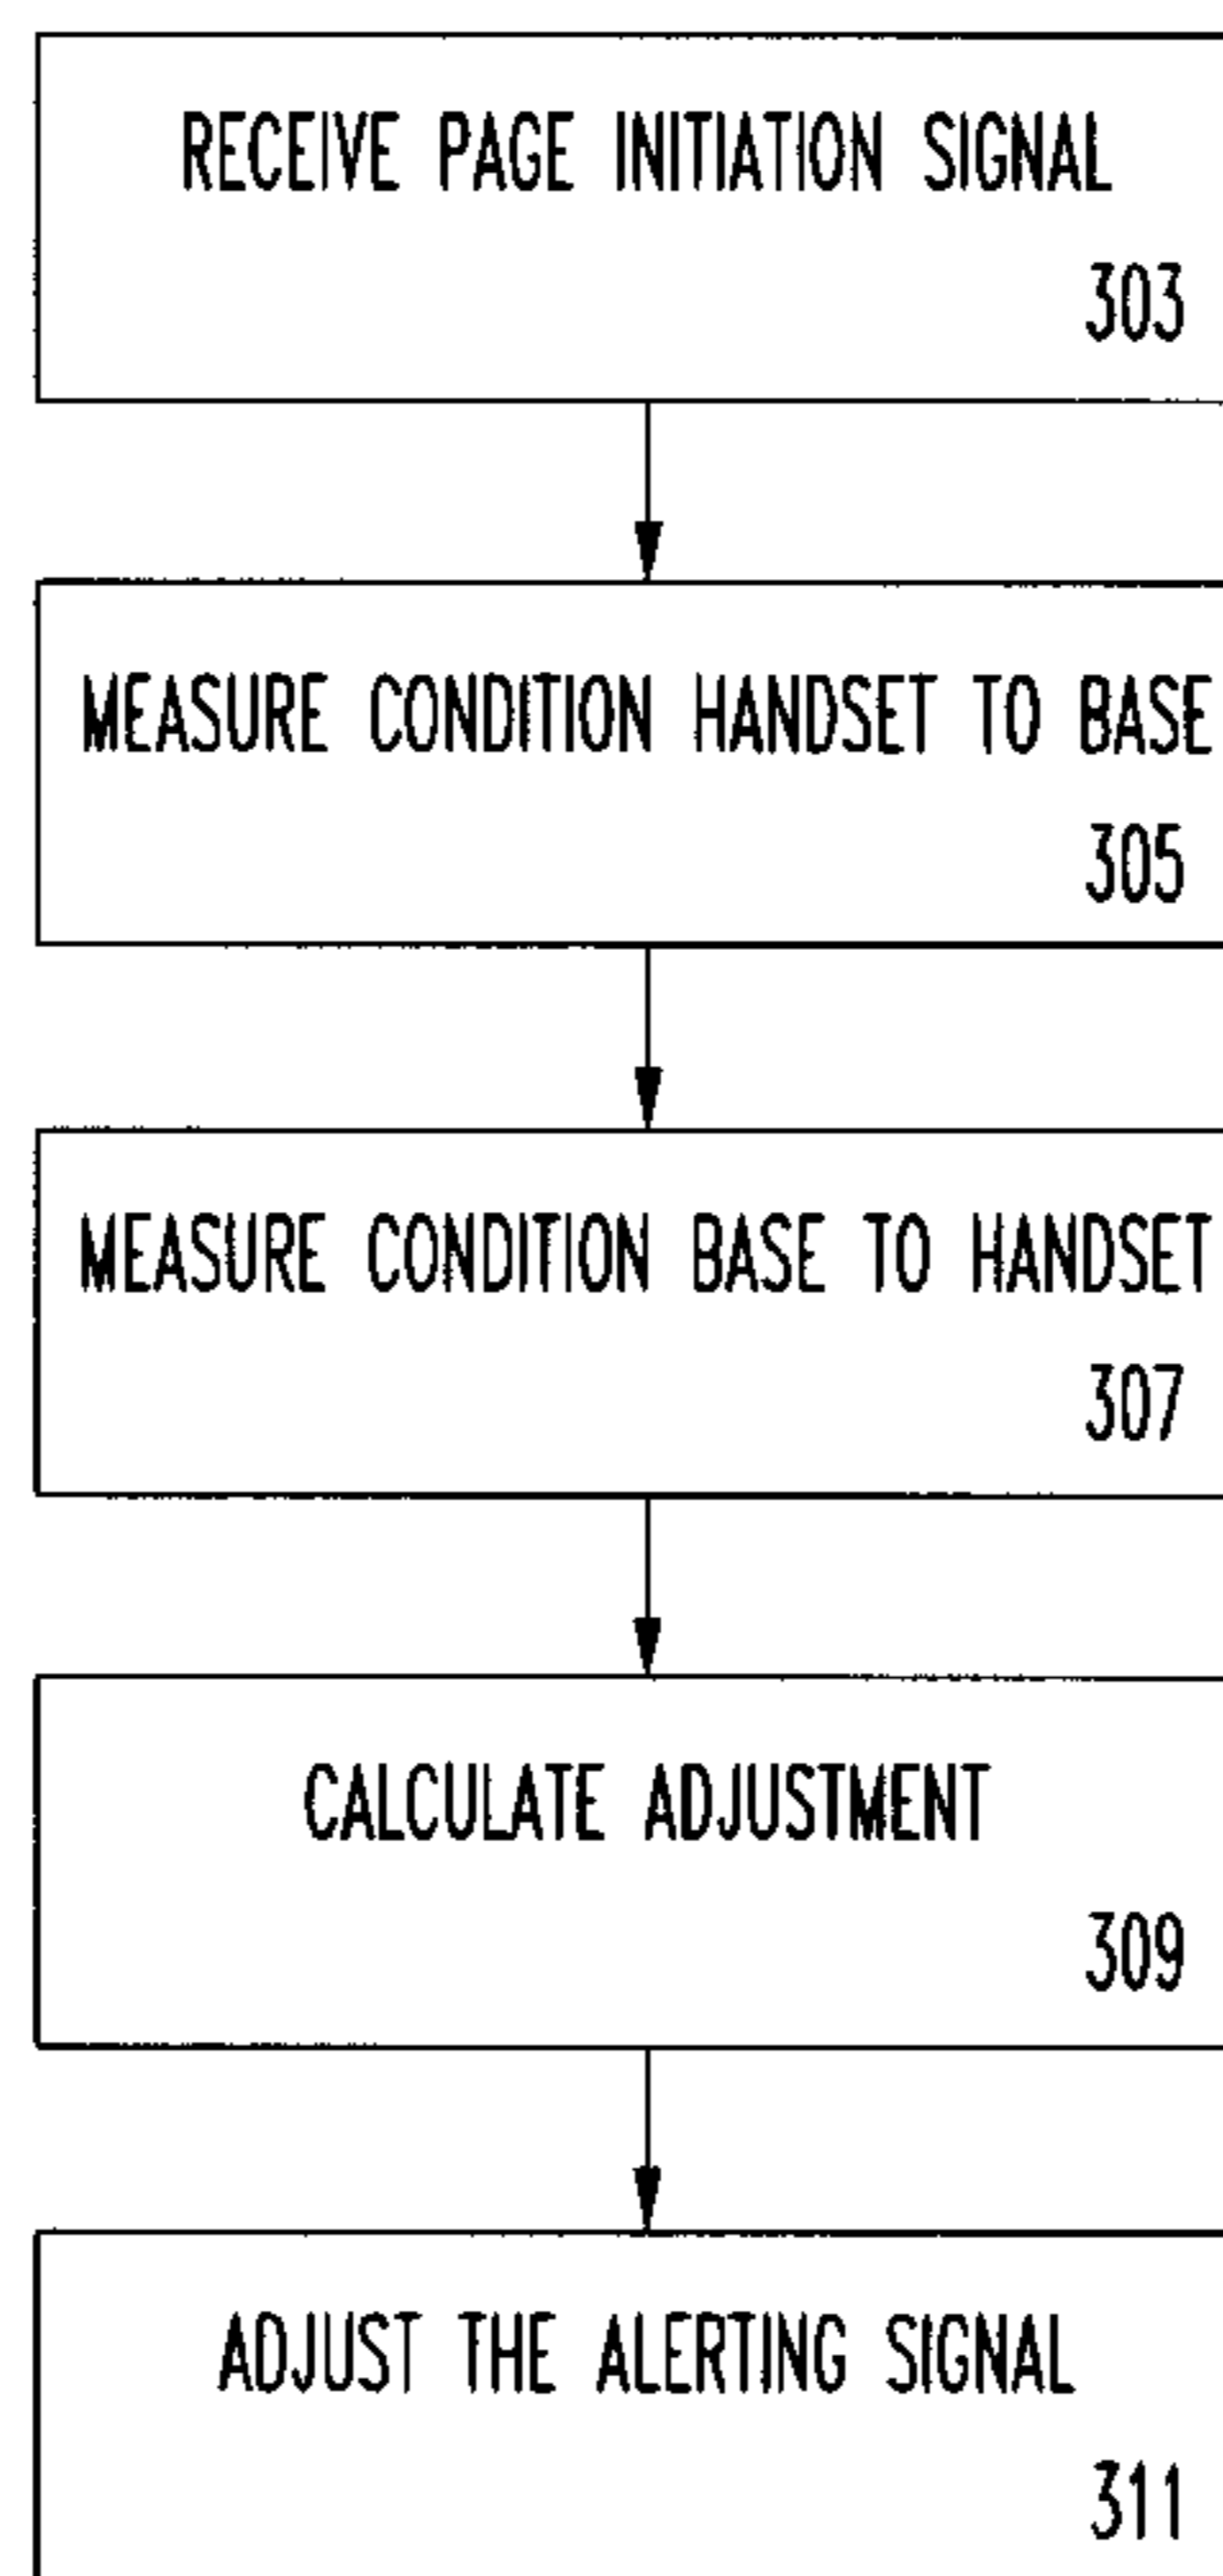 RECEIVE PAGE INITIATION SIGNAL
303
MEASURE CONDITION HANDSET TO BASE
305
MEASURE CONDITION BASE TO HANDSET
307
CALCULATE ADJUSTMENT
309
ADJUST THE ALERTING SIGNAL
311